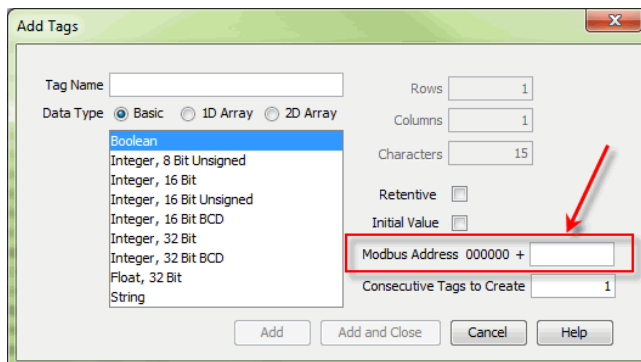 Add Tags
Tag Name
Data Type Basic 1D Array 2D Array
Boolean
Integer, 8 Bit Unsigned
Integer, 16 Bit
Integer, 16 Bit Unsigned
Integer, 16 Bit BCD
Integer, 32 Bit
Integer, 32 Bit BCD
Float, 32 Bit
String
Rows 1
Columns 1
Characters 15
Retentive
Initial Value
Modbus Address 000000 +
Consecutive Tags to Create 1
Add Add and Close Cancel Help